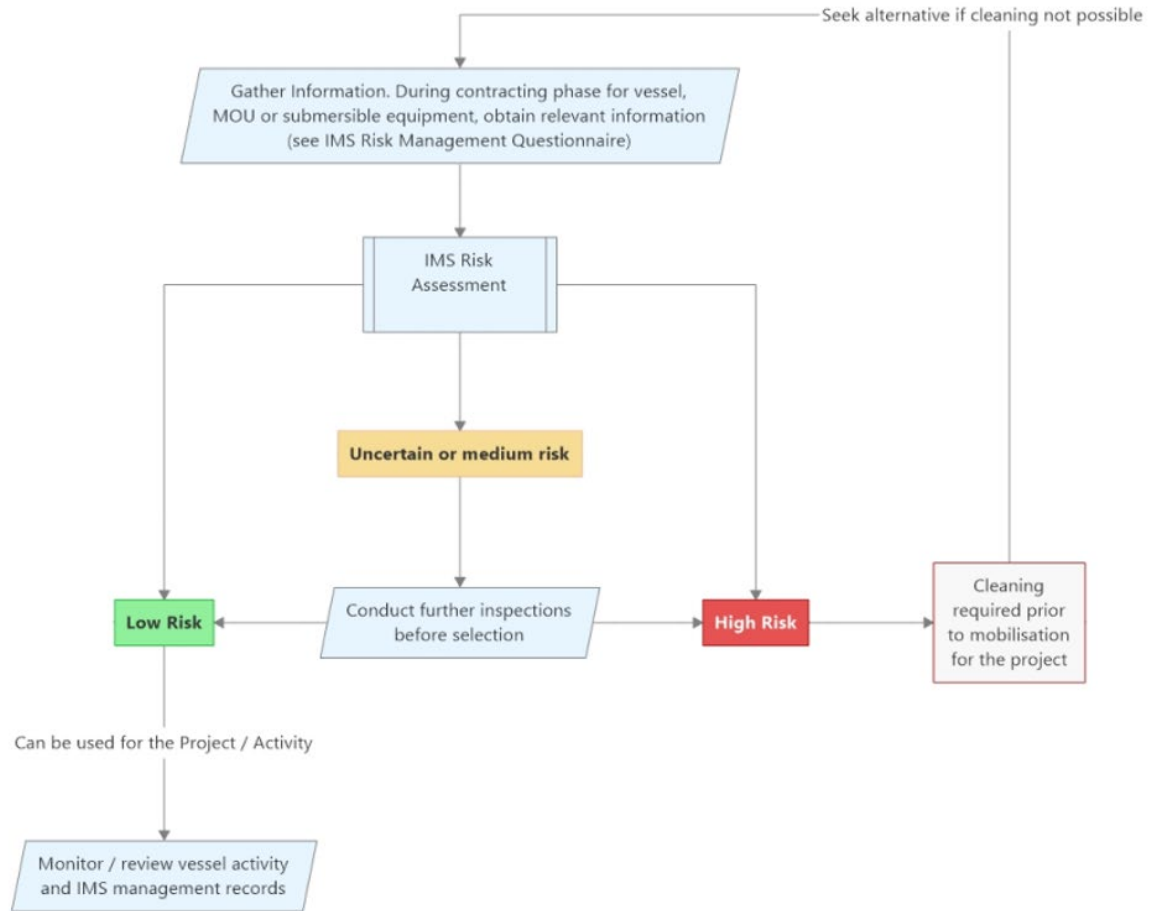 Seek alternative if cleaning not possible
Gather Information. During contracting phase for vessel,
MOU or submersible equipment, obtain relevant information
(see IMS Risk Management Questionnaire)
IMS Risk
Assessment
Uncertain or medium risk
Low Risk
Conduct further inspections
before selection
High Risk
Cleaning
required prior
to mobilisation
for the project
Can be used for the Project / Activity
Monitor / review vessel activity
and IMS management records